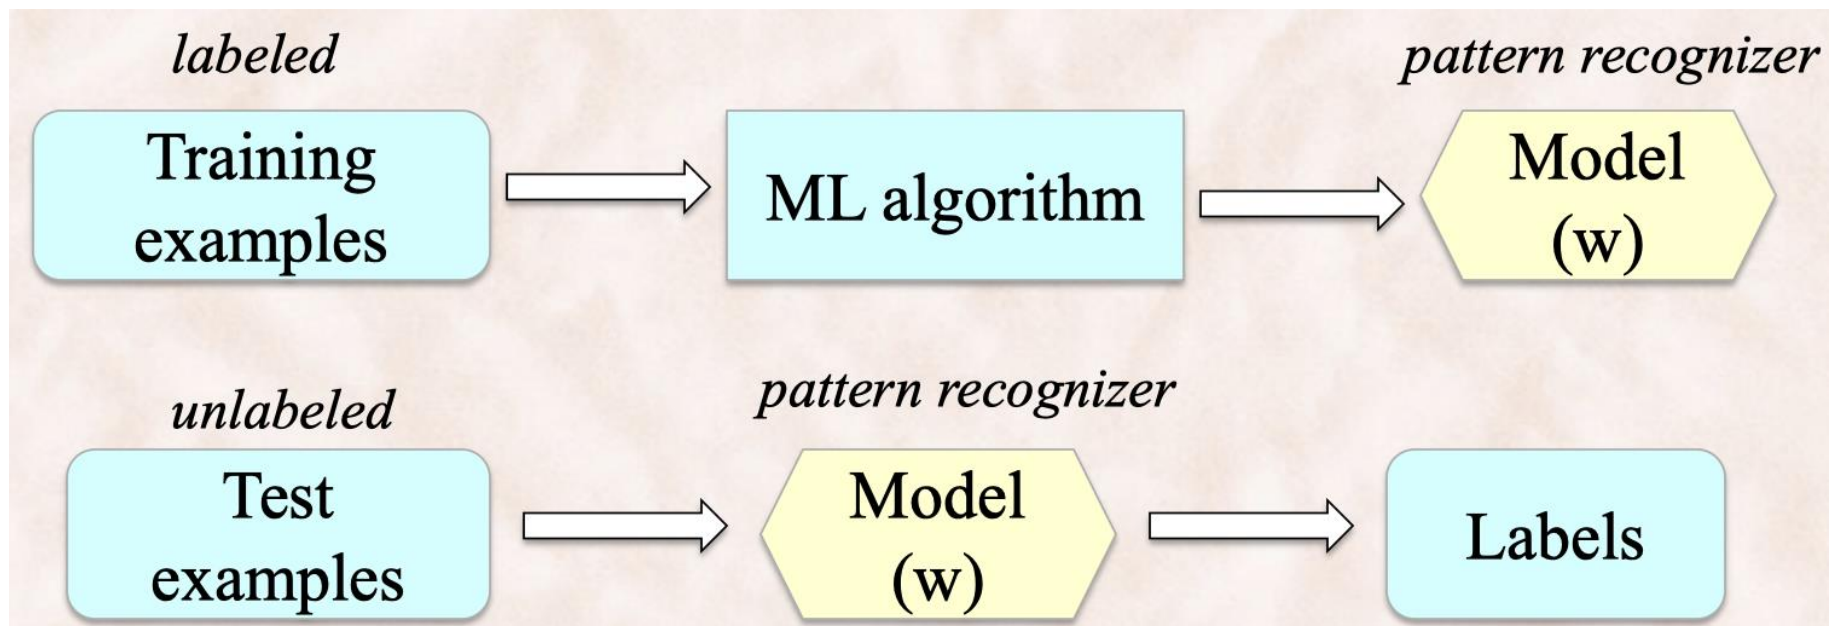 labeled
pattern recognizer
Training
examples
ML algorithm
Model
(w)
unlabeled
pattern recognizer
Test
examples
Model
(w)
Labels